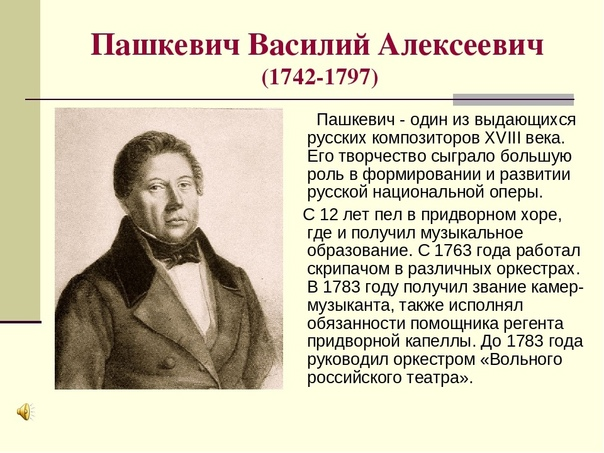 Пашкевич Василий Алексеевич
(1742-1797)
Пашкевич - один из выдающихся
русских композиторов XVIII века.
Его творчество сыграло большую
роль в формировании и развитии
русской национальной оперы.
С 12 лет пел в придворном хоре,
где и получил музыкальное
образование. С 1763 года работал
скрипачом в различных оркестрах.
В 1783 году получил звание камер-
музыканта, также исполнял
обязанности помощника регента
придворной капеллы. До 1783 года
руководил оркестром «Вольного
российского театра».